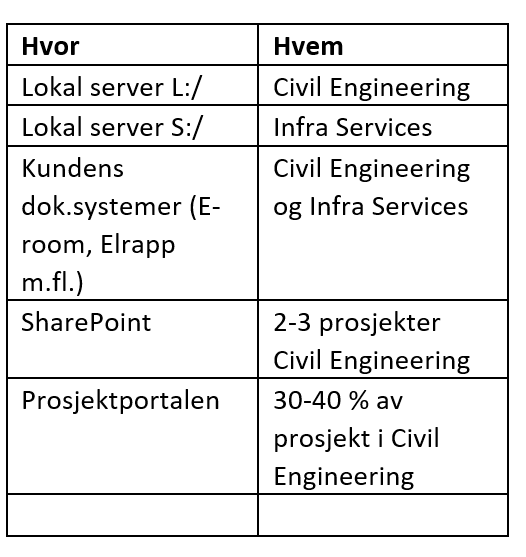 Hvor Hvem
Lokal server L:/ Civil Engineering
Lokal server S:/ Infra Services
Kundens Civil Engineering
dok.systemer (E- og Infra Services
room, Elrapp
m.fl.)
SharePoint 2-3 prosjekter
Civil Engineering
Prosjektportalen 30-40 % av
prosjekt i Civil
Engineering